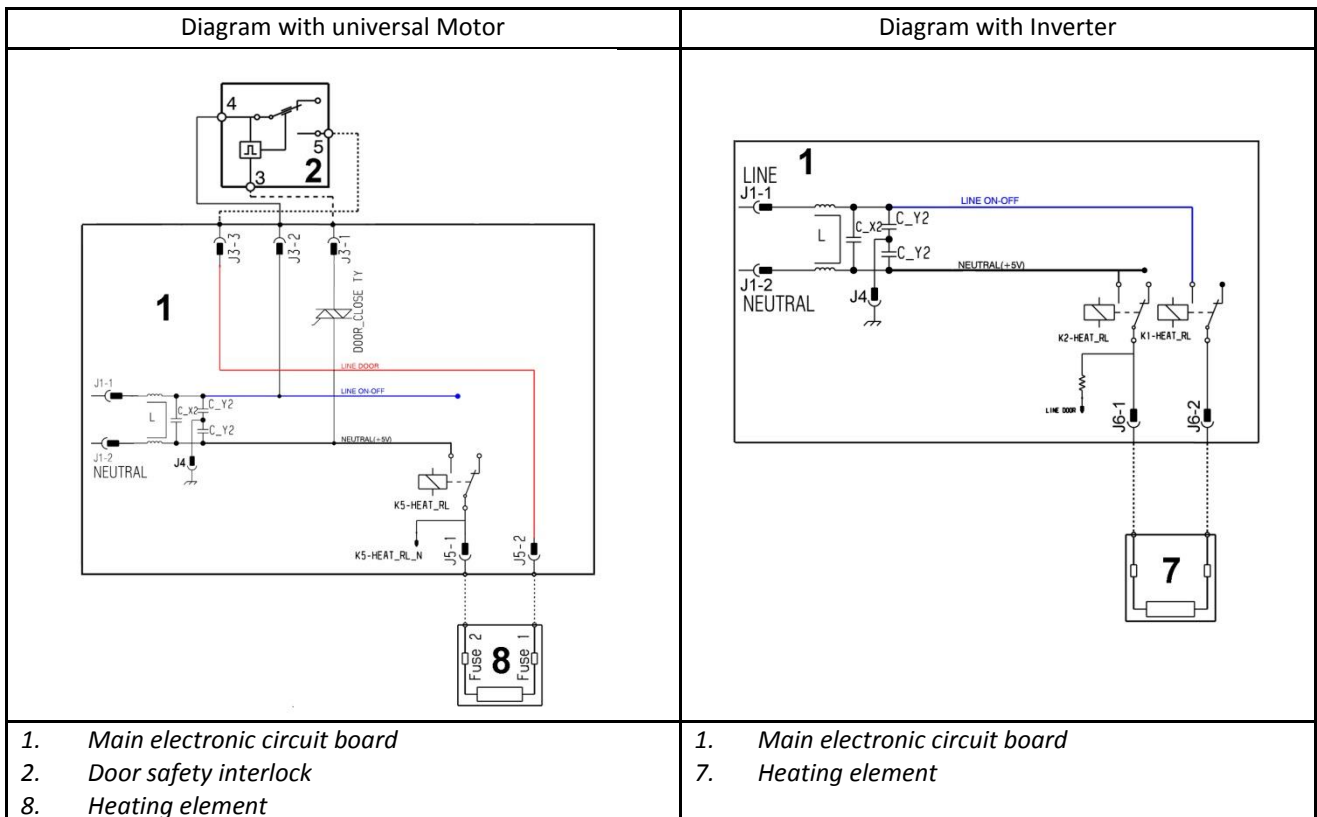 Diagram with universal Motor
Diagram with Inverter
4
5
2
3
J3-3
J3-2
J3-1
1
DOOR_CLOSE TY
LINE DOOR
J1-1
LINE ON-OFF
L
C_X2
C_Y2
C_Y2
NEUTRAL(+5V)
J1-2
NEUTRAL
J4
K5-HEAT_RL
K5-HEAT_RL_N
J5-1
J5-2
Fuse 2
8
Fuse 1
1
LINE
J1-1
LINE ON-OFF
L
C_X2
C_Y2
C_Y2
NEUTRAL(+5V)
J1-2
NEUTRAL
J4
K2-HEAT_RL
K1-HEAT_RL
LINE DOOR
J6-1
J6-2
7
1. Main electronic circuit board
2. Door safety interlock
8. Heating element
1. Main electronic circuit board
7. Heating element